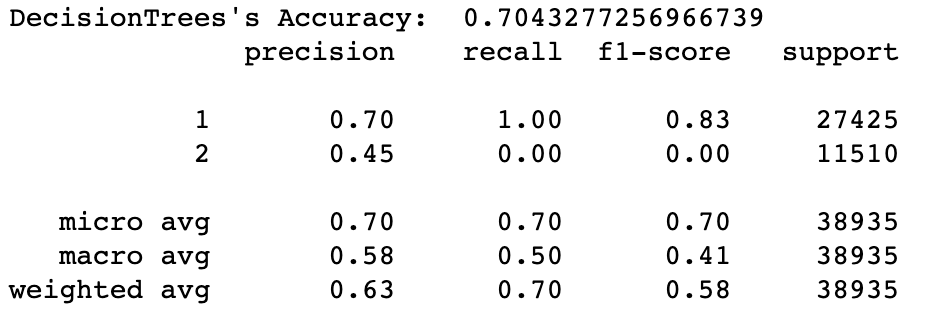 DecisionTrees's Accuracy:  0.7043277256966739
precision recall f1-score support
1 0.70 1.00 0.83 27425
2 0.45 0.00 0.00 11510
micro avg 0.70 0.70 0.70 38935
macro avg 0.58 0.50 0.41 38935
weighted avg 0.63 0.70 0.58 38935